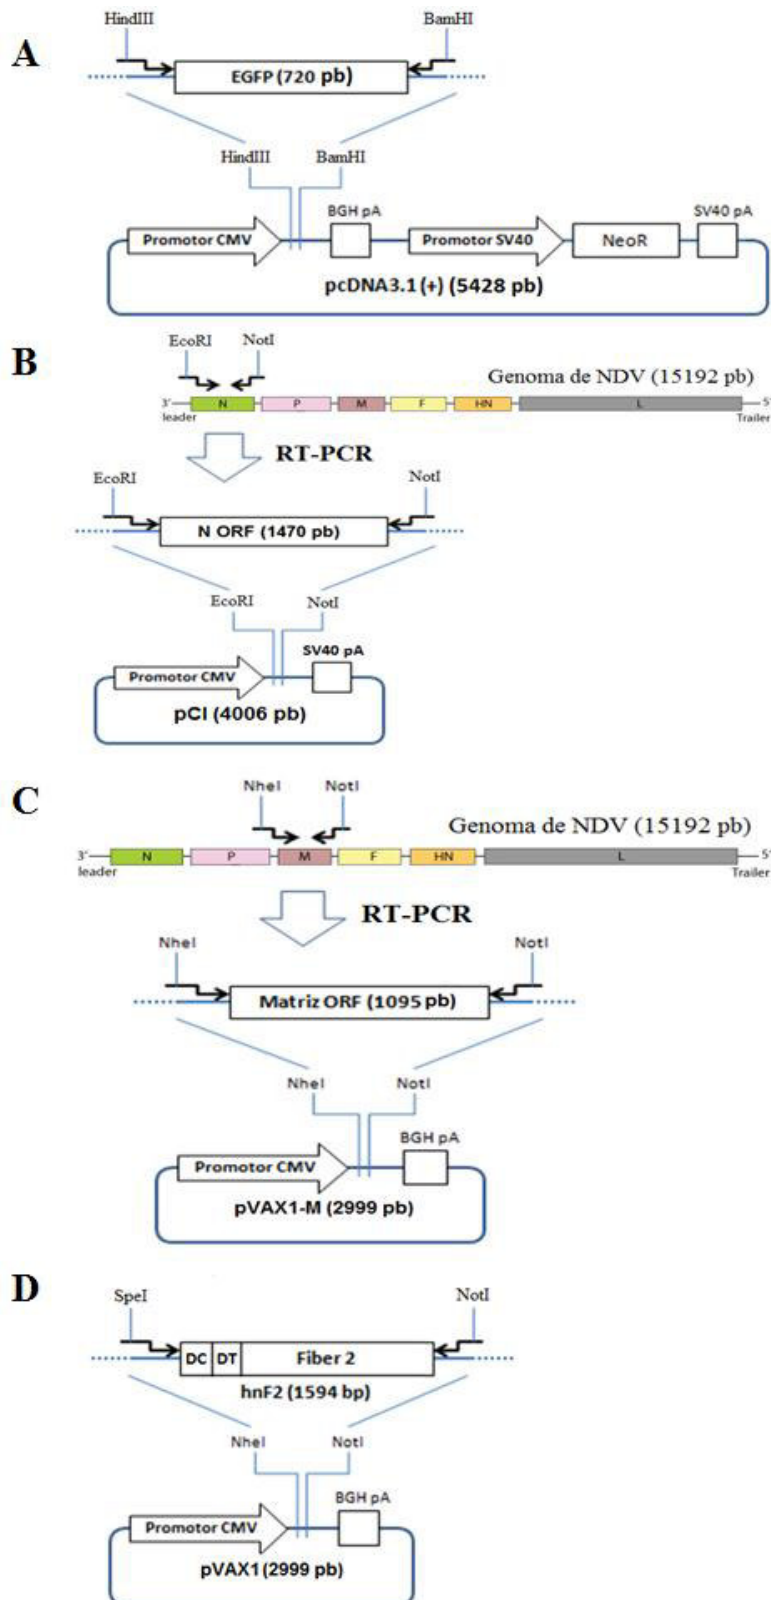 A
HindIII
BamHI
EGFP (720 pb)
HindIII
BamHI
Promotor CMV
BGH pA
Promotor SV40
NeoR
SV40 pA
pcDNA3.1 (+) (5428 pb)
B
EcoRI
NotI
Genoma de NDV (15192 pb)
3'
N
P
M
F
HN
L
5'
leader
Trailer
RT-PCR
EcoRI
NotI
N ORF (1470 pb)
EcoRI
NotI
Promotor CMV
SV40 pA
pCI (4006 pb)
C
NheI
NotI
Genoma de NDV (15192 pb)
3'
N
P
M
F
HN
L
5'
leader
Trailer
RT-PCR
NheI
NotI
Matriz ORF (1095 pb)
NheI
NotI
Promotor CMV
BGH pA
pVAX1-M (2999 pb)
D
SpeI
NotI
DC
DT
Fiber 2
hnF2 (1594 bp)
NheI
NotI
Promotor CMV
BGH pA
pVAX1 (2999 pb)